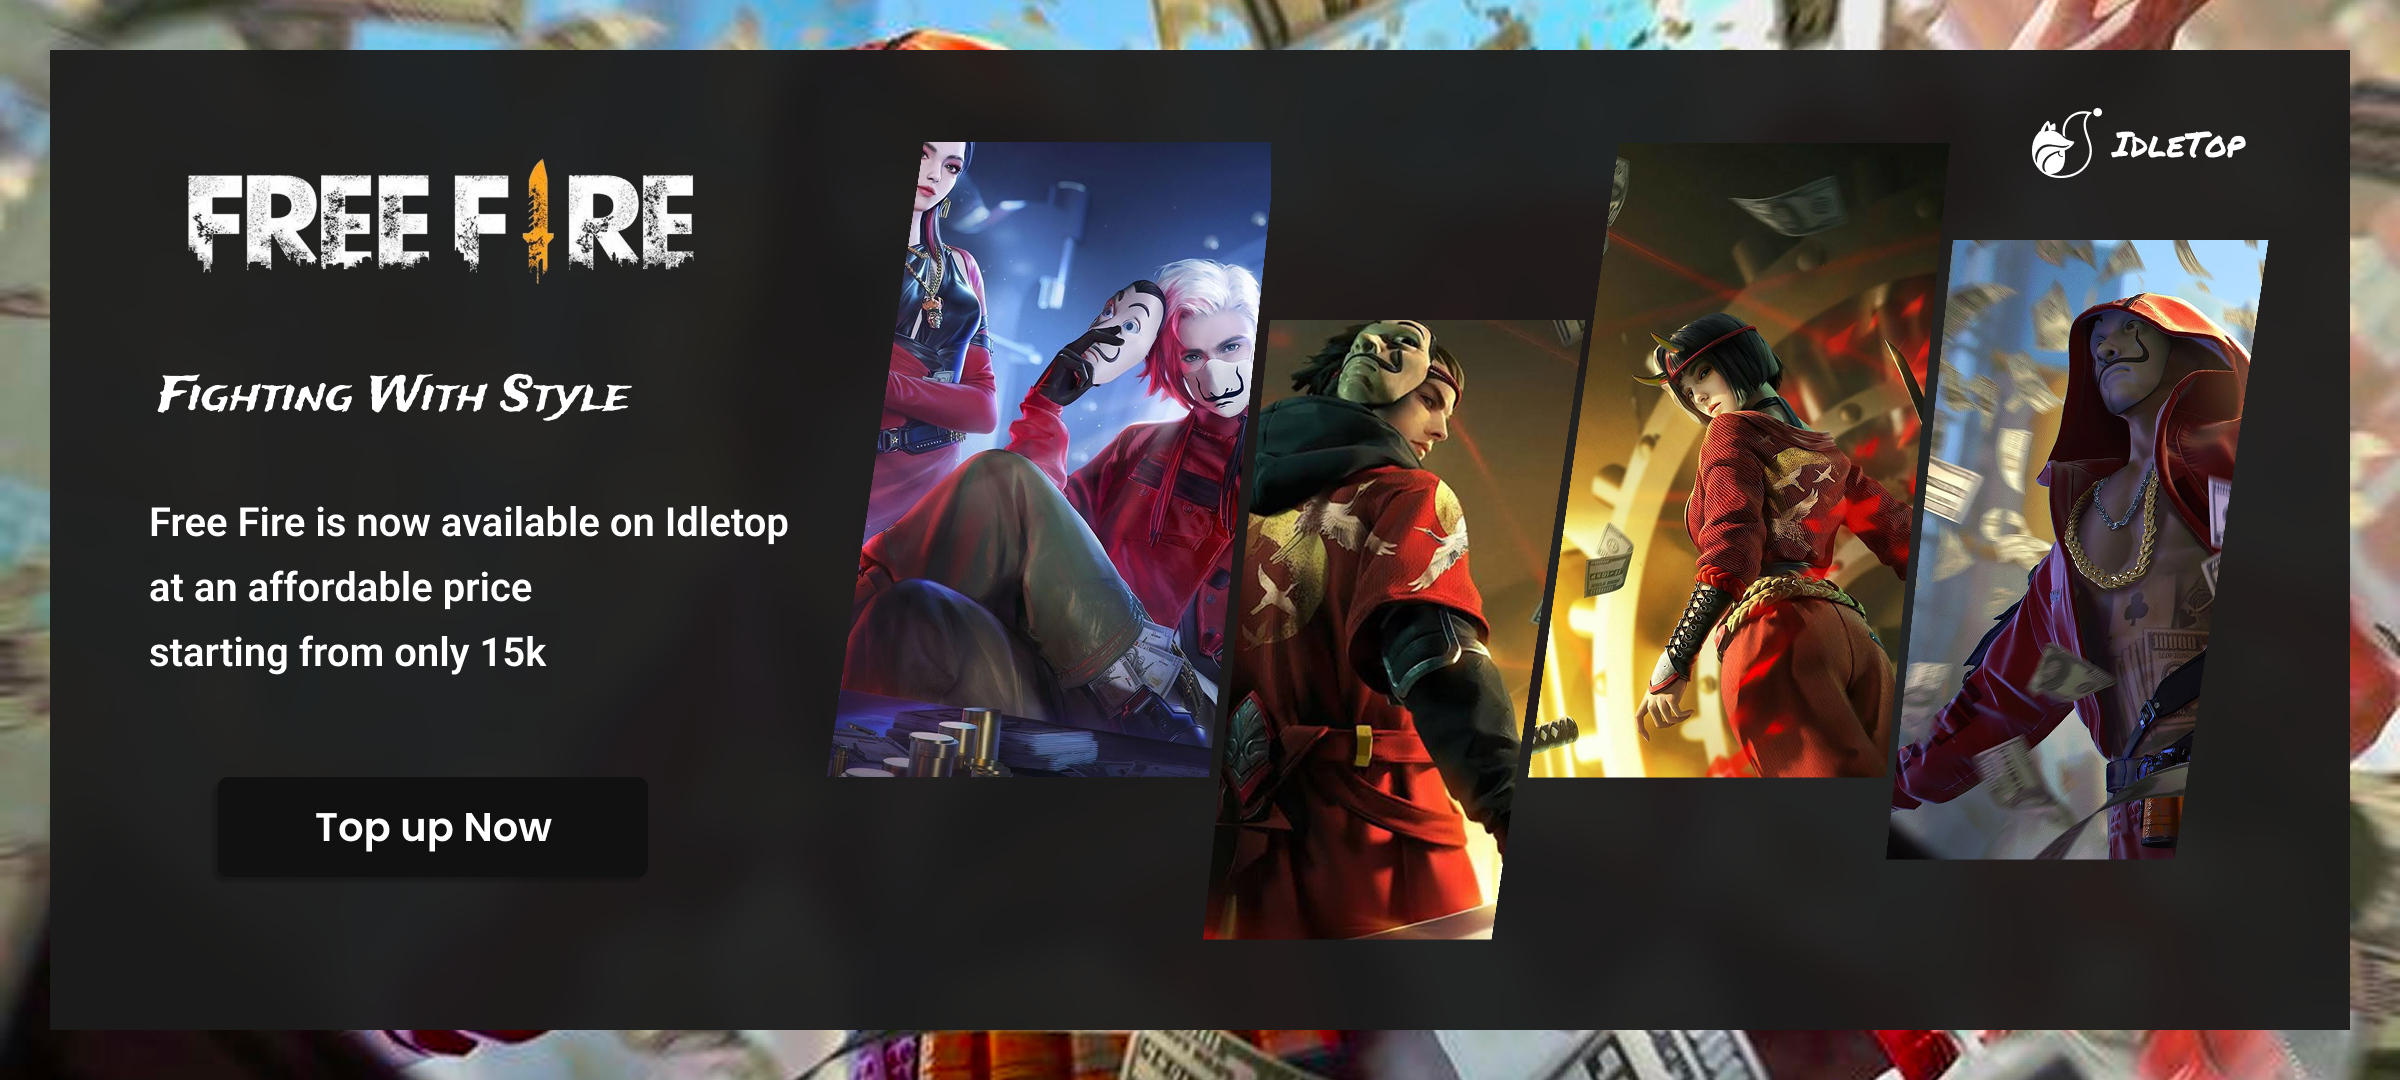 FREE FIRE
IDLETOP
Fighting With Style
Free Fire is now available on Idletop
at an affordable price
starting from only 15k
Top up Now